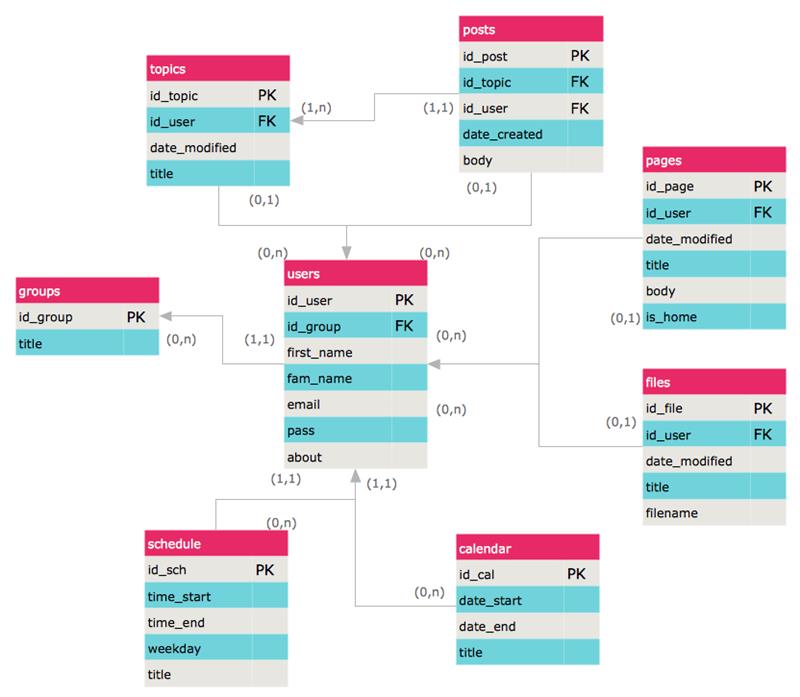 posts
id_post PK
id_topic FK
id_user FK
date_created
body
topics
id_topic PK
id_user FK
date_modified
title
(1,n)
(1,1)
(0,1)
(0,1)
pages
id_page PK
id_user FK
date_modified
title
body
is_home
(0,1)
(0,n)
(0,n)
users
id_user PK
id_group FK
first_name
fam_name
email
pass
about
groups
id_group PK
title
(0,n)
(1,1)
(0,n)
(0,n)
files
id_file PK
id_user FK
date_modified
title
filename
(0,1)
(1,1)
(1,1)
(0,n)
schedule
id_sch PK
time_start
time_end
weekday
title
calendar
id_cal PK
date_start
date_end
title
(0,n)